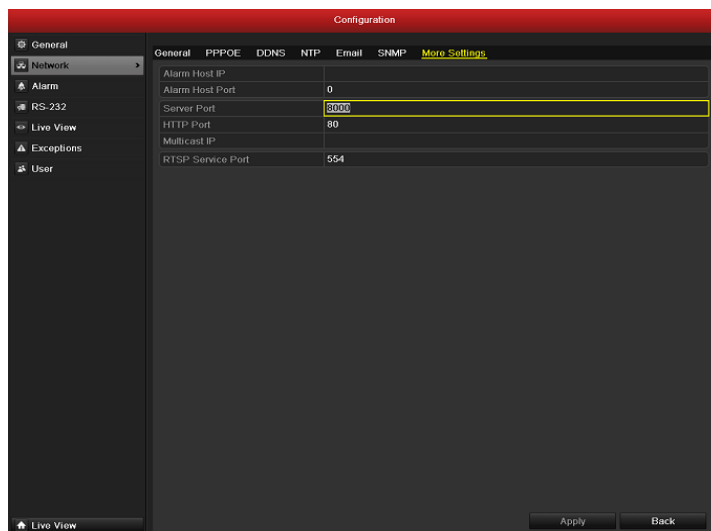 Configuration
General
Network >
Alarm
RS-232
Live View
Exceptions
User
Live View
General PPPOE DDNS NTP Email SNMP More Settings
Alarm Host IP
Alarm Host Port 0
Server Port 8000
HTTP Port 80
Multicast IP
RTSP Service Port 554
Apply Back